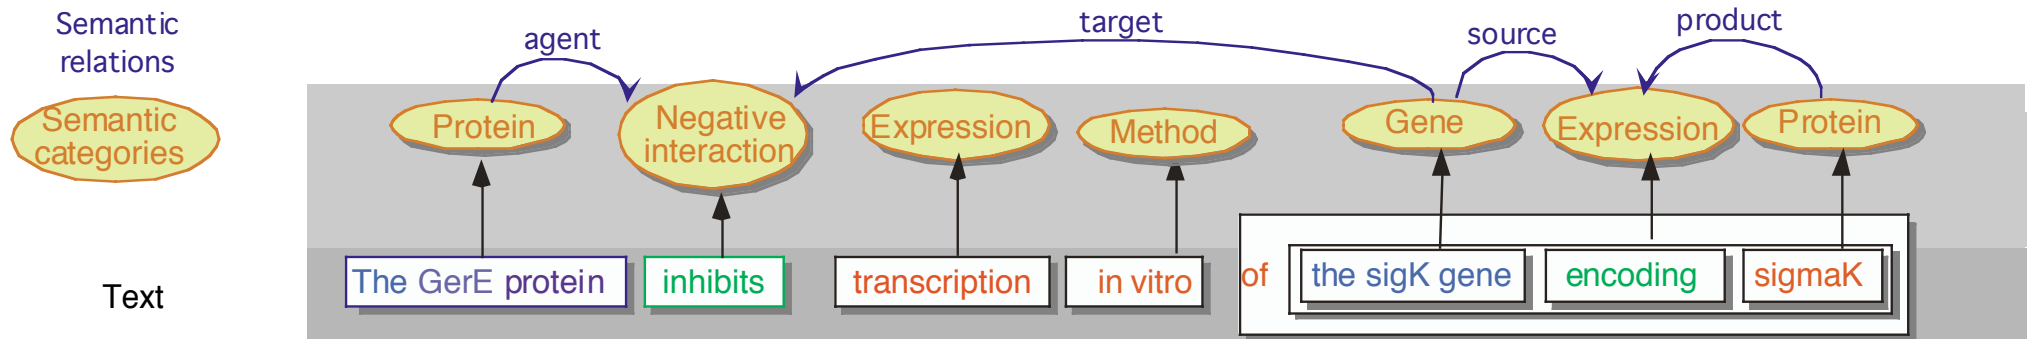 Semantic
relations
agent
target
source
product
Semantic
categories
Protein
Negative
interaction
Expression
Method
Gene
Expression
Protein
Text
The GerE protein
inhibits
transcription
in vitro
of
the sigK gene
encoding
sigmaK